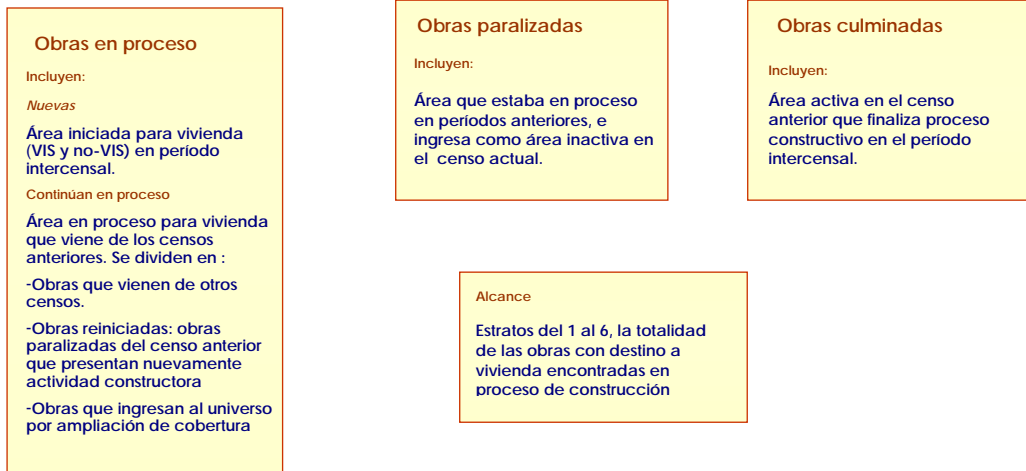 Obras en proceso
Incluyen:
Nuevas
Área iniciada para vivienda
(VIS y no-VIS) en período
intercensal.
Continúan en proceso
Área en proceso para vivienda
que viene de los censos
anteriores. Se dividen en :
-Obras que vienen de otros
censos.
-Obras reiniciadas: obras
paralizadas del censo anterior
que presentan nuevamente
actividad constructora
-Obras que ingresan al universo
por ampliación de cobertura
Obras paralizadas
Incluyen:
Área que estaba en proceso
en períodos anteriores, e
ingresa como área inactiva en
el censo actual.
Obras culminadas
Incluyen:
Área activa en el censo
anterior que finaliza proceso
constructivo en el período
intercensal.
Alcance
Estratos del 1 al 6, la totalidad
de las obras con destino a
vivienda encontradas en
proceso de construcción